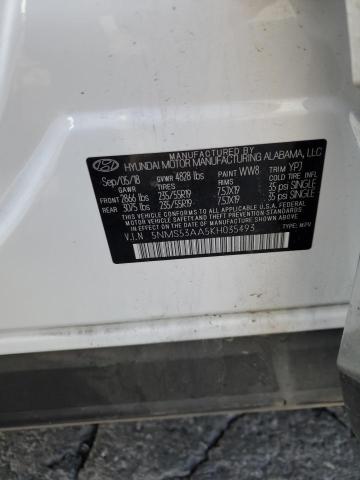 MANUFACTURED BY
HYUNDAI MOTOR MANUFACTURING ALABAMA, LLC
Sep/05/18 GVWR 4828 lbs PAINT WW8 TRIM YPJ
GAWR TIRES RIMS COLD TIRE INF.
FRONT 2866 lbs 235/55R19 7.5JX19 35 psi SINGLE
REAR 3075 lbs 235/55R19 7.5JX19 35 psi SINGLE
THIS VEHICLE CONFORMS TO ALL APPLICABLE U.S.A. FEDERAL
MOTOR VEHICLE SAFETY, BUMPER, AND
THEFT PREVENTION STANDARDS IN EFFECT ON THE DATE
OF MANUFACTURE SHOWN ABOVE.
V.I.N 5NMS53AA5KH035493 TYPE: MPV